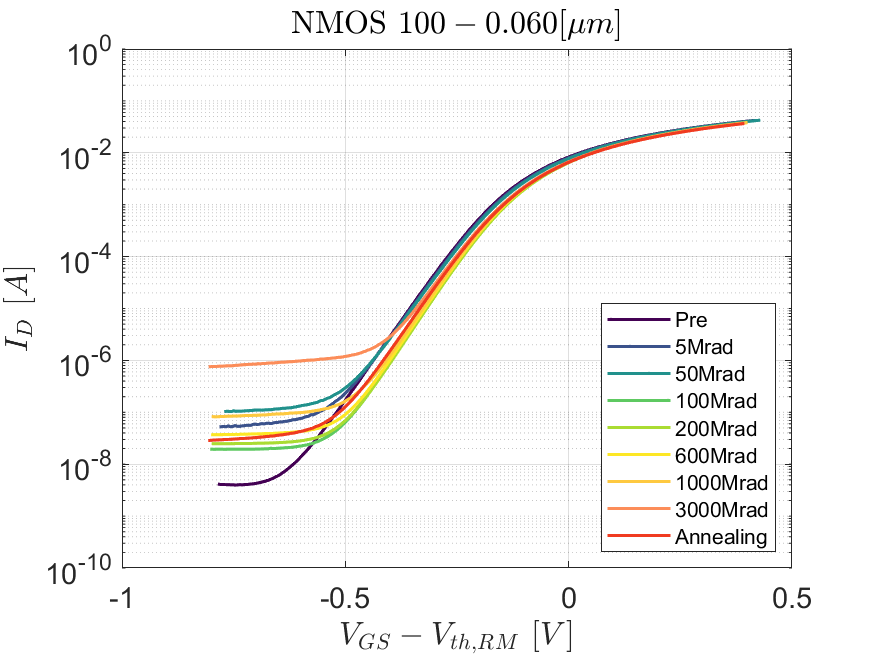 NMOS 100 − 0.060[μm]
10^0
10^-2
10^-4
10^-6
10^-8
10^-10
I_D [A]
Pre
5Mrad
50Mrad
100Mrad
200Mrad
600Mrad
1000Mrad
3000Mrad
Annealing
-1 -0.5 0 0.5
V_GS − V_th,RM [V]